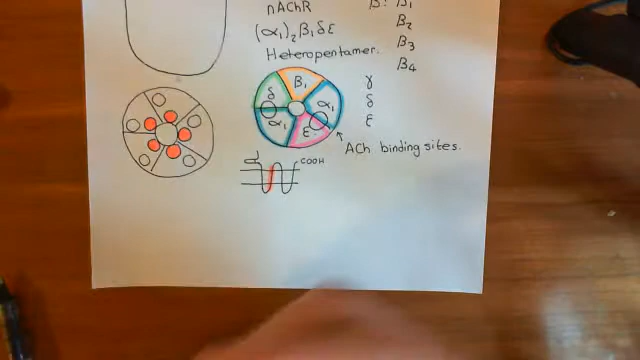 nAChR
(α₁)₂β₁δε
Heteropentamer.
β: β₁
β₂
β₃
β₄
γ
δ
ε
β₁
δ
α₁
α₁
ε
ACh binding sites.
COOH